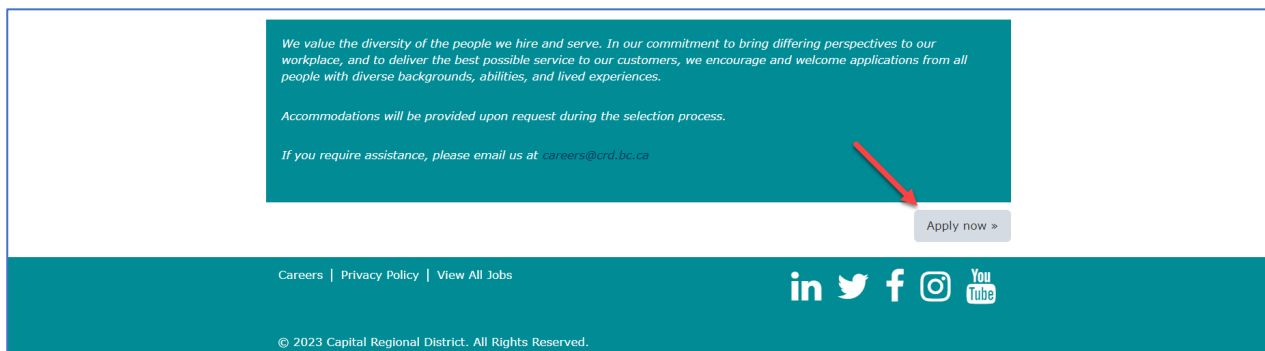 We value the diversity of the people we hire and serve. In our commitment to bring differing perspectives to our
workplace, and to deliver the best possible service to our customers, we encourage and welcome applications from all
people with diverse backgrounds, abilities, and lived experiences.
Accommodations will be provided upon request during the selection process.
If you require assistance, please email us at careers@crd.bc.ca
Apply now »
Careers | Privacy Policy | View All Jobs
in f You
Tube
© 2023 Capital Regional District. All Rights Reserved.